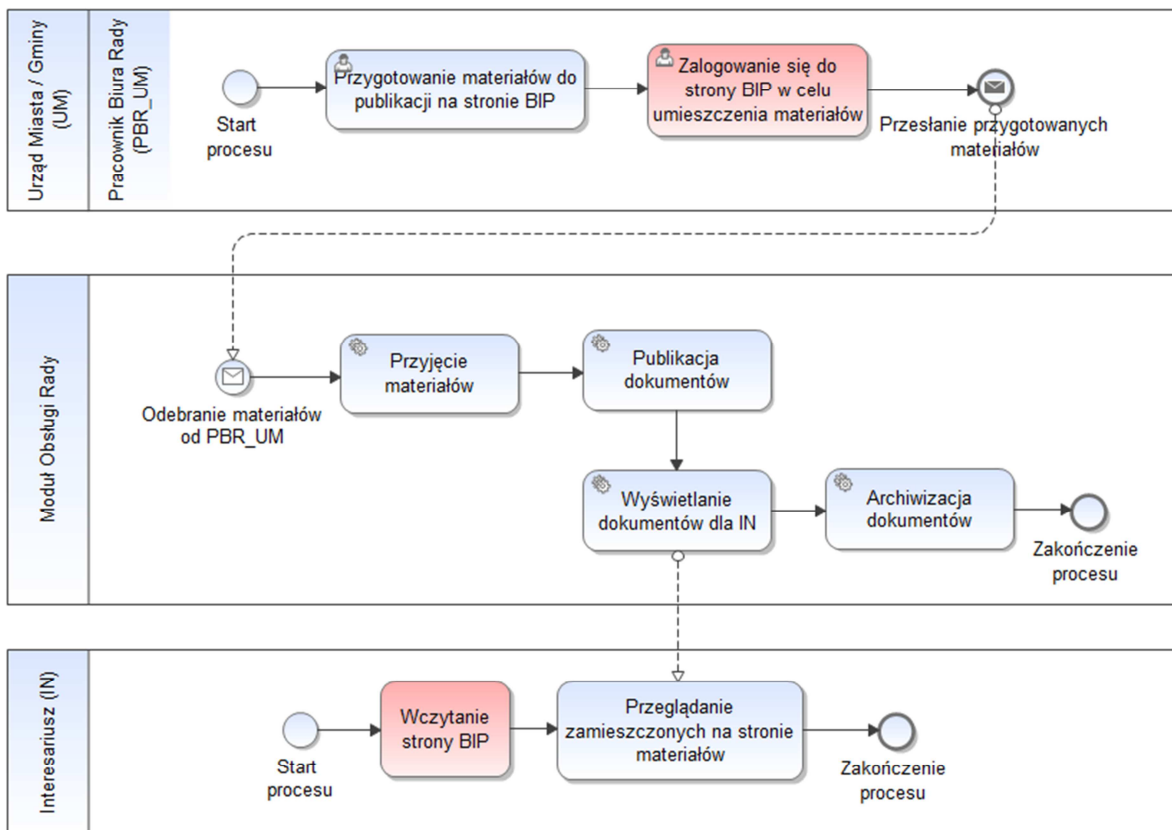 Urząd Miasta / Gminy
(UM)
Pracownik Biura Rady
(PBR_UM)
Start
procesu
Przygotowanie materiałów do
publikacji na stronie BIP
Zalogowanie się do
strony BIP w celu
umieszczenia materiałów
Przesłanie przygotowanych
materiałów
Moduł Obsługi Rady
Odebranie materiałów
od PBR_UM
Przyjęcie
materiałów
Publikacja
dokumentów
Wyświetlanie
dokumentów dla IN
Archiwizacja
dokumentów
Zakończenie
procesu
Interesariusz (IN)
Start
procesu
Wczytanie
strony BIP
Przeglądanie
zamieszczonych na stronie
materiałów
Zakończenie
procesu